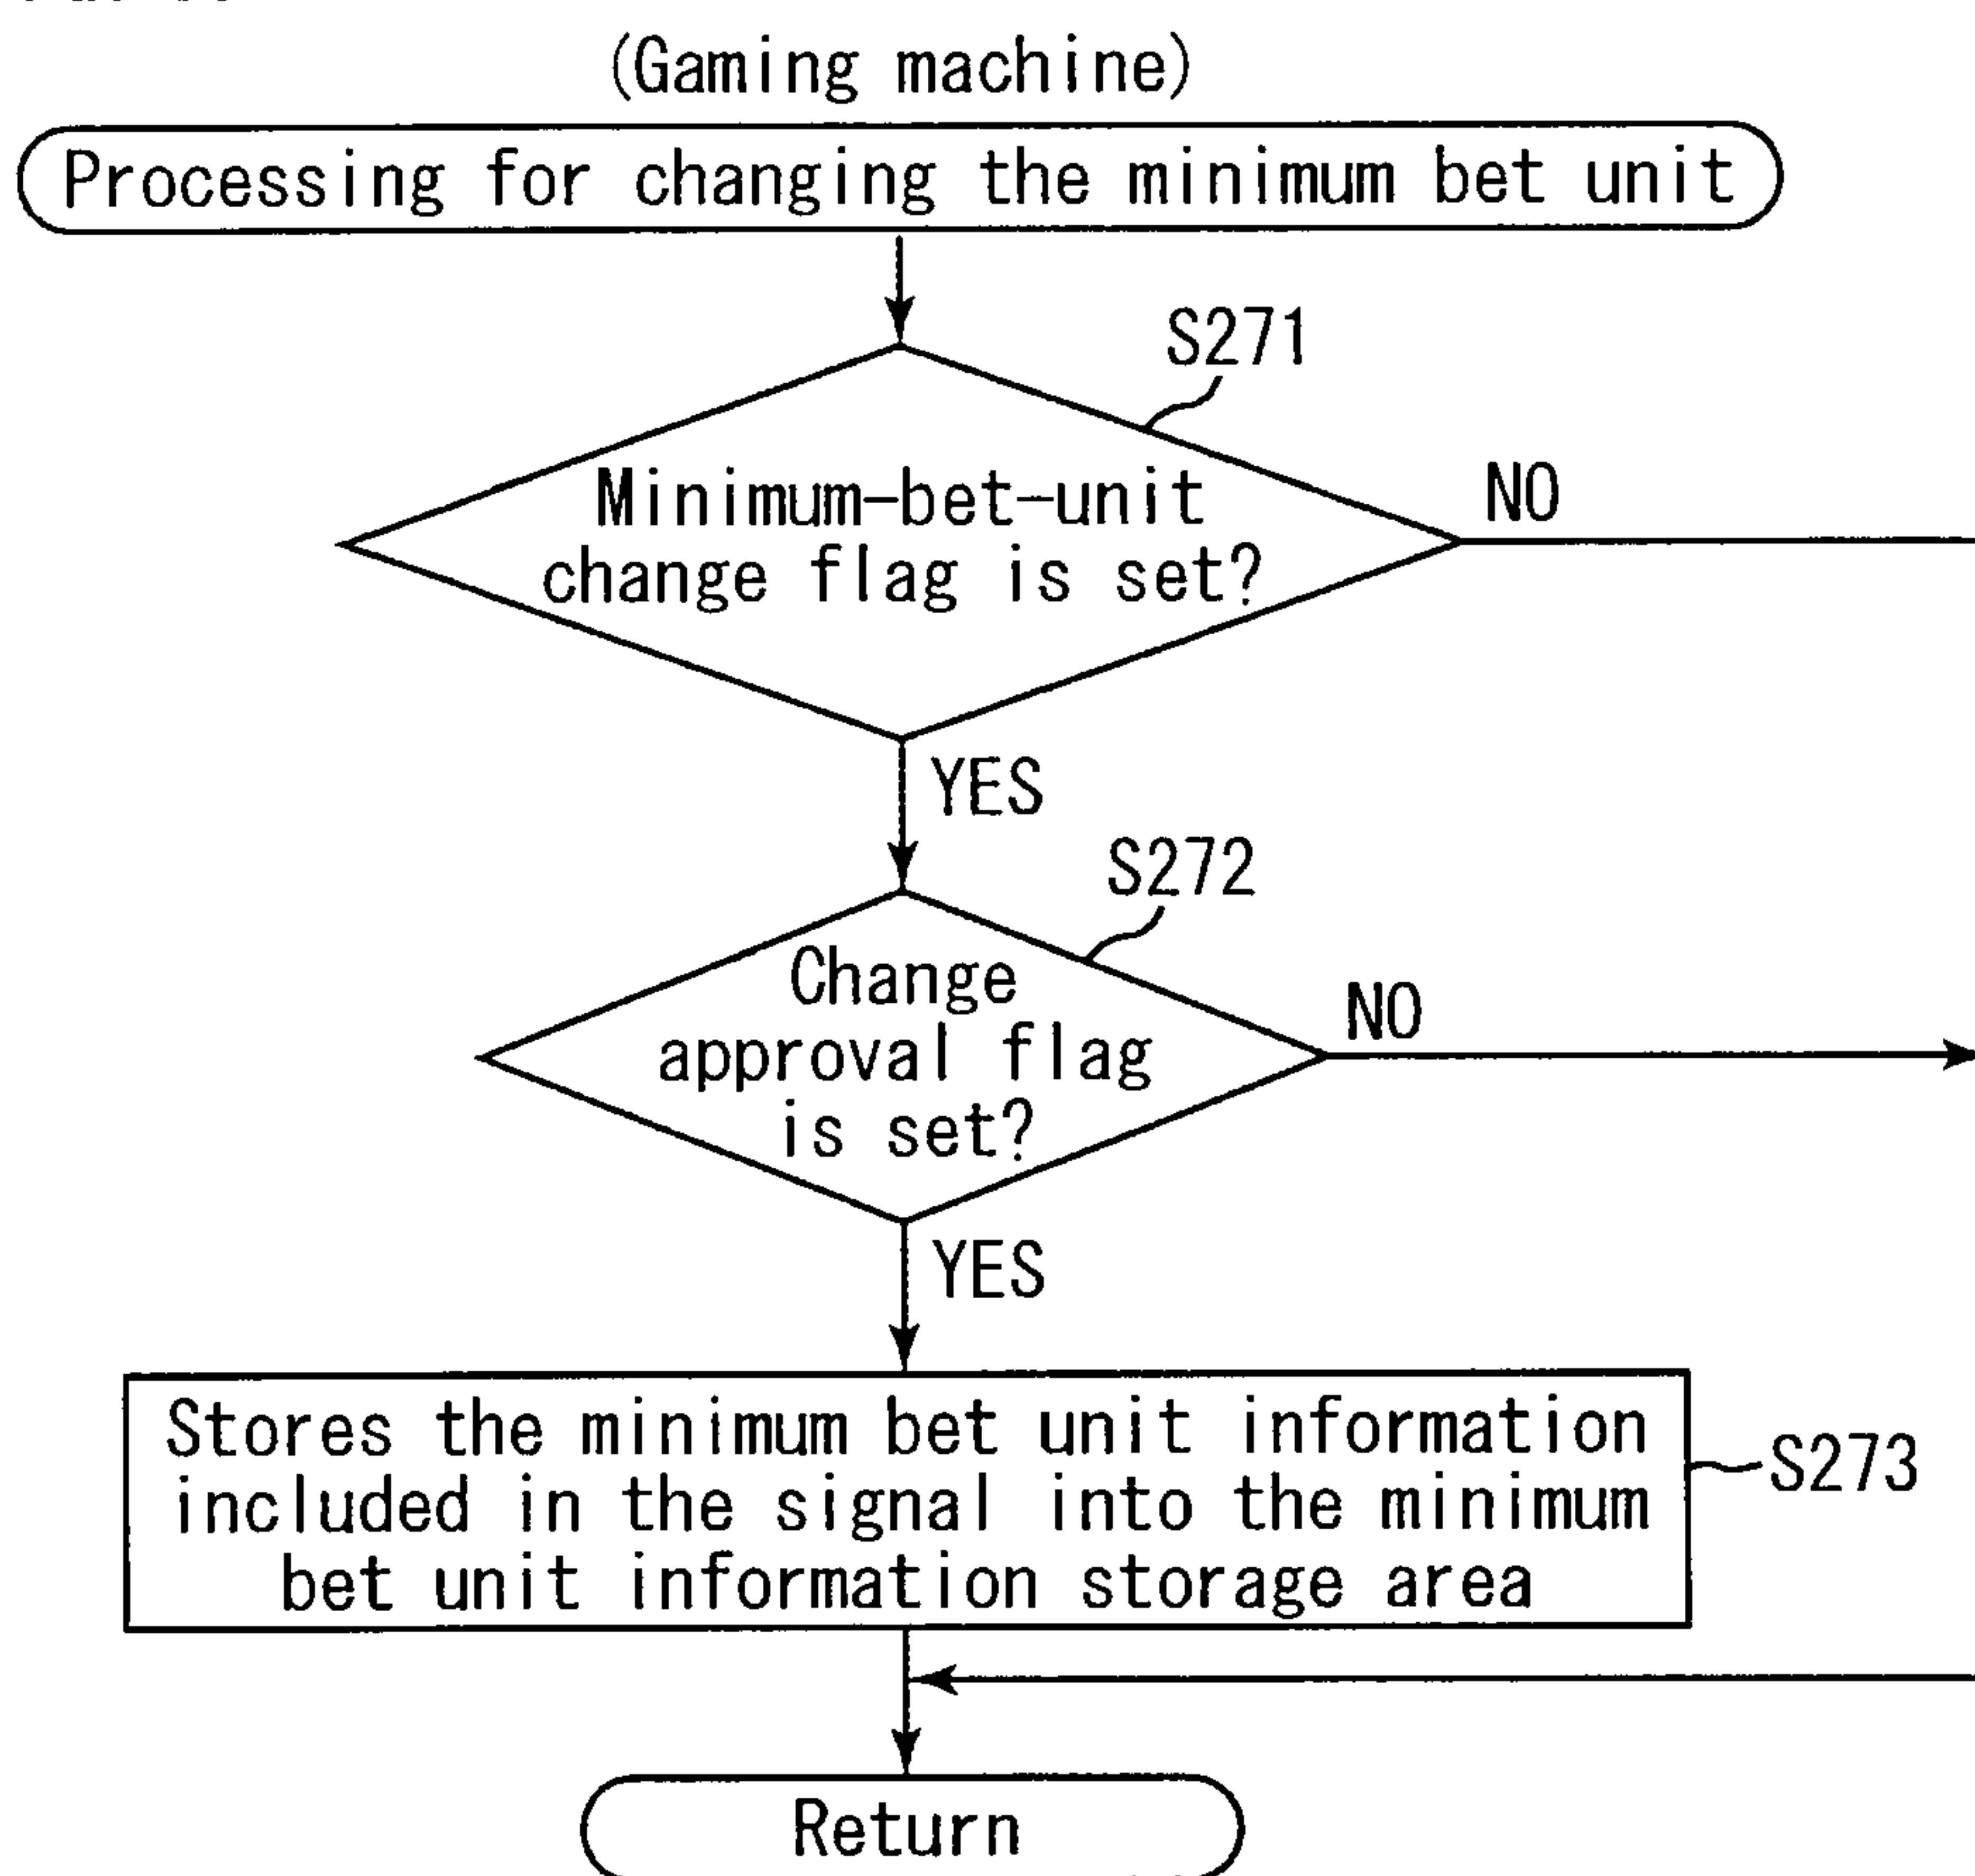 (Gaming machine)
Processing for changing the minimum bet unit
S271
Minimum-bet-unit
change flag is set?
NO
YES
S272
Change
approval flag
is set?
NO
YES
Stores the minimum bet unit information
included in the signal into the minimum
bet unit information storage area
S273
Return